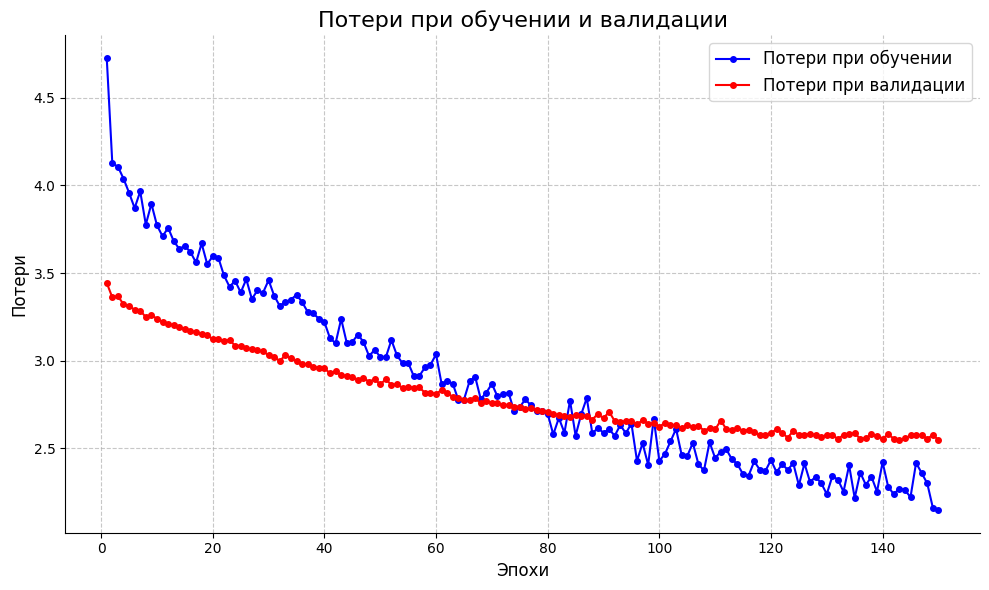 Потери при обучении и валидации
Потери при обучении
Потери при валидации
Потери
4.5
4.0
3.5
3.0
2.5
0 20 40 60 80 100 120 140
Эпохи